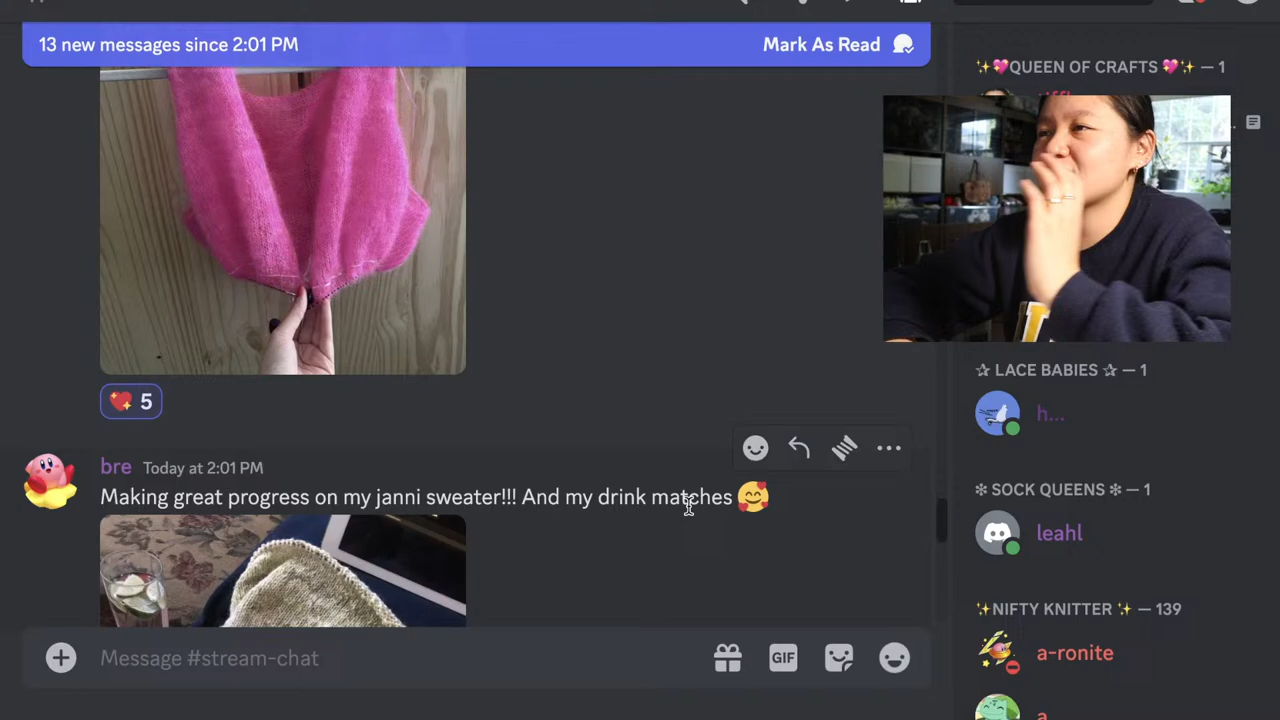 13 new messages since 2:01 PM
Mark As Read
✨💖QUEEN OF CRAFTS 💖✨ — 1
💖 5
bre Today at 2:01 PM
Making great progress on my janni sweater!!! And my drink matches 🥰
Message #stream-chat
GIF
☆ LACE BABIES ☆ — 1
h...
❄ SOCK QUEENS ❄ — 1
leahl
✨NIFTY KNITTER ✨ — 139
a-ronite